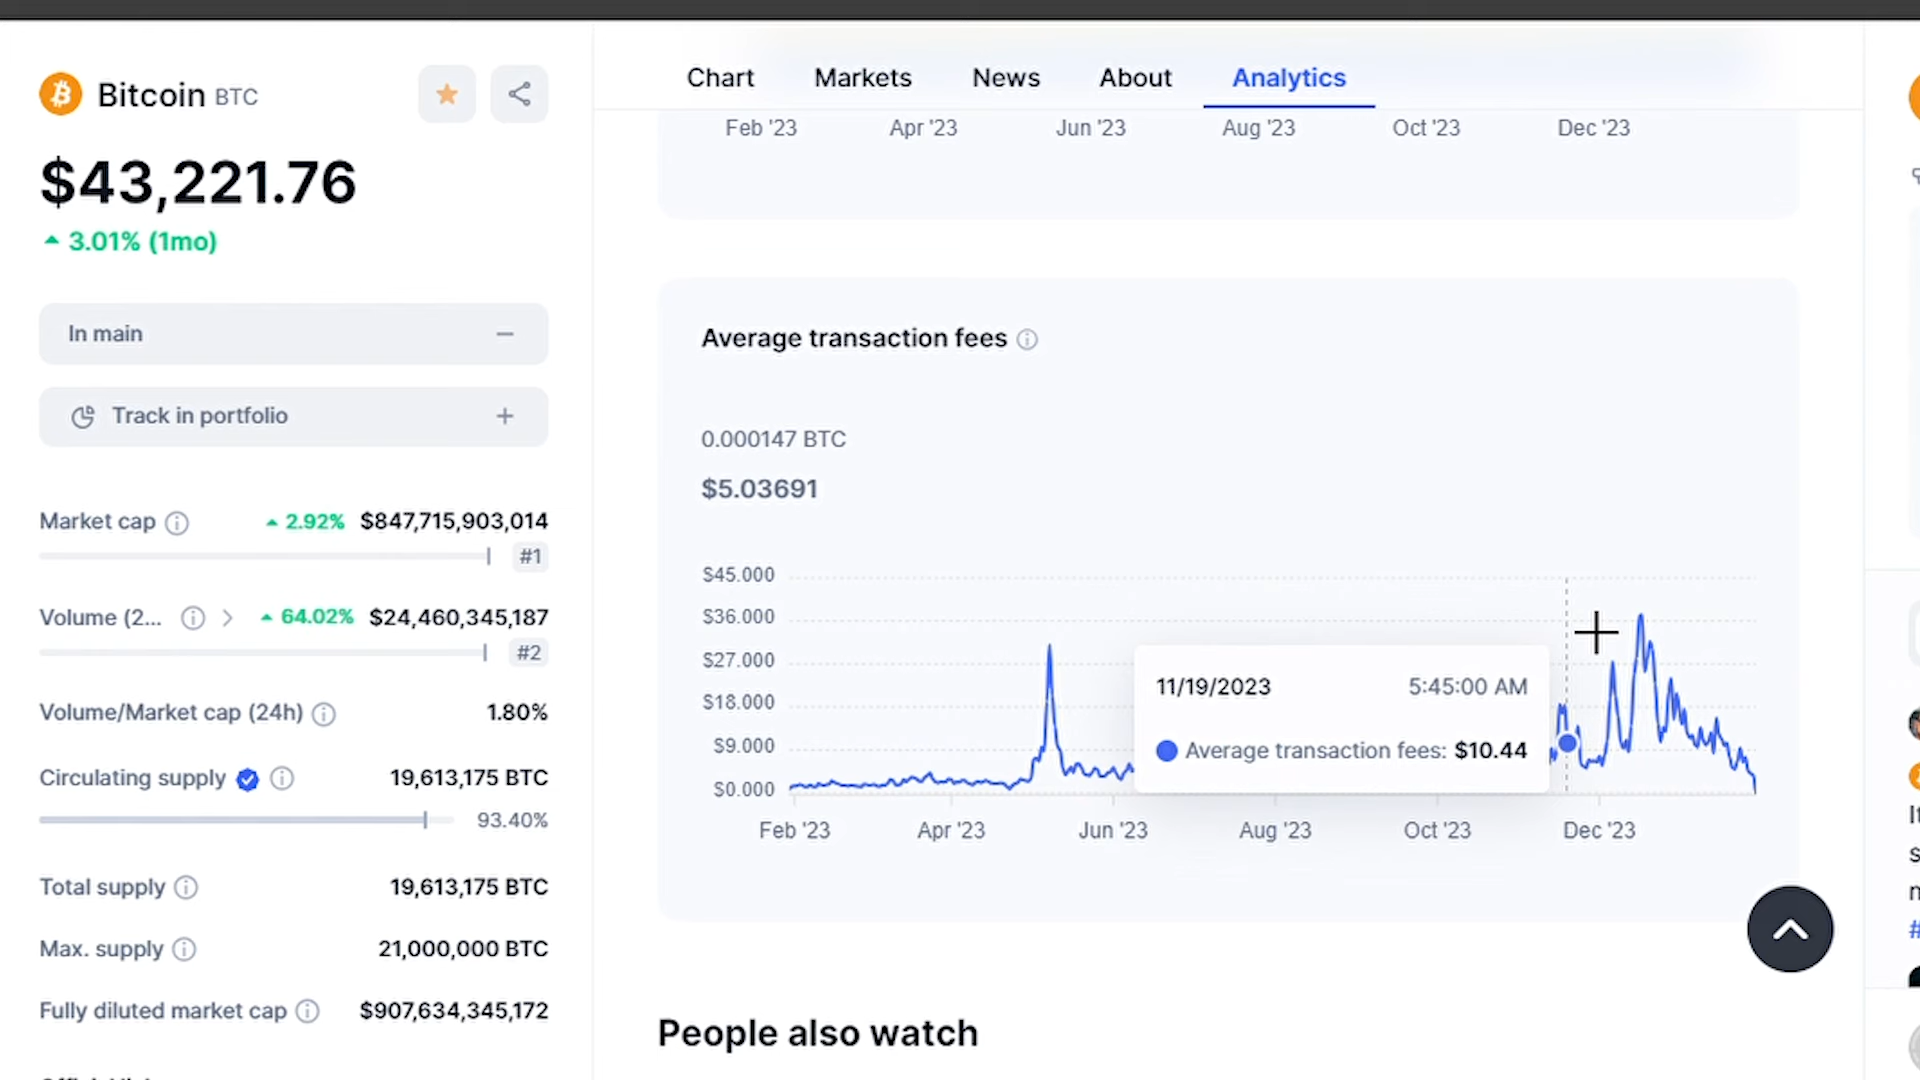 Bitcoin BTC
$43,221.76
3.01% (1mo)
In main
Track in portfolio
Market cap 2.92% $847,715,903,014
#1
Volume (2... 64.02% $24,460,345,187
#2
Volume/Market cap (24h) 1.80%
Circulating supply 19,613,175 BTC
93.40%
Total supply 19,613,175 BTC
Max. supply 21,000,000 BTC
Fully diluted market cap $907,634,345,172
Chart Markets News About Analytics
Feb '23 Apr '23 Jun '23 Aug '23 Oct '23 Dec '23
Average transaction fees
0.000147 BTC
$5.03691
$45.000
$36.000
$27.000
$18.000
$9.000
$0.000
11/19/2023 5:45:00 AM
Average transaction fees: $10.44
Feb '23 Apr '23 Jun '23 Aug '23 Oct '23 Dec '23
People also watch